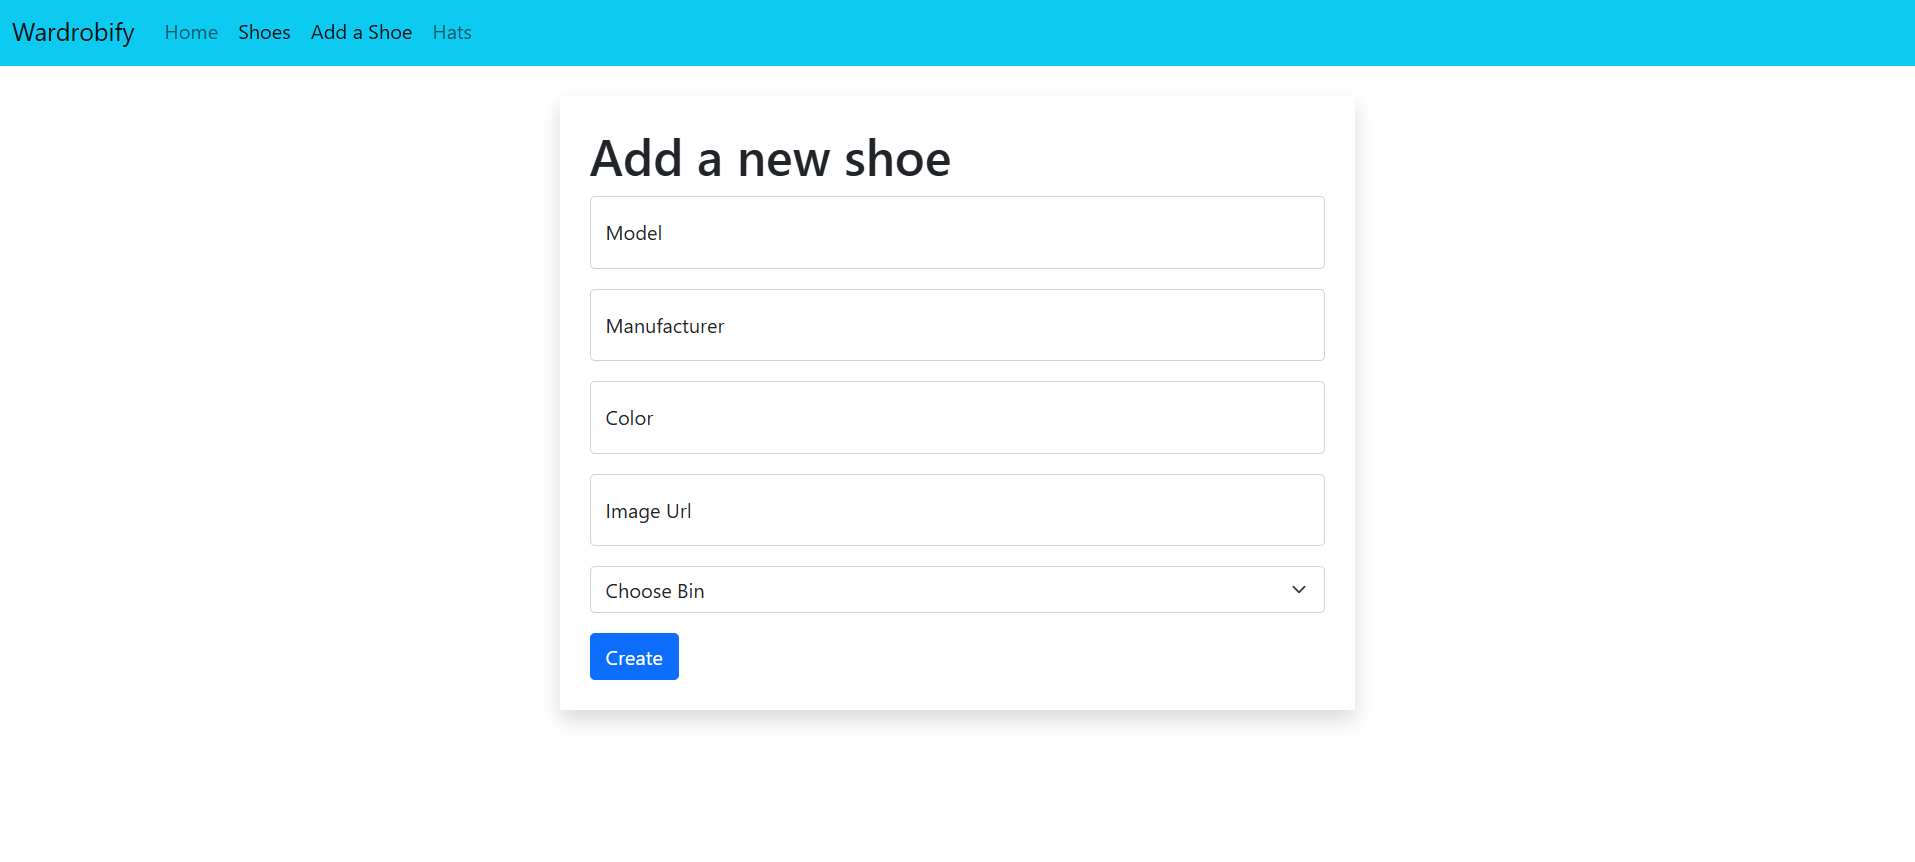 Wardrobify Home Shoes Add a Shoe Hats
Add a new shoe
Model
Manufacturer
Color
Image Url
Choose Bin
Create